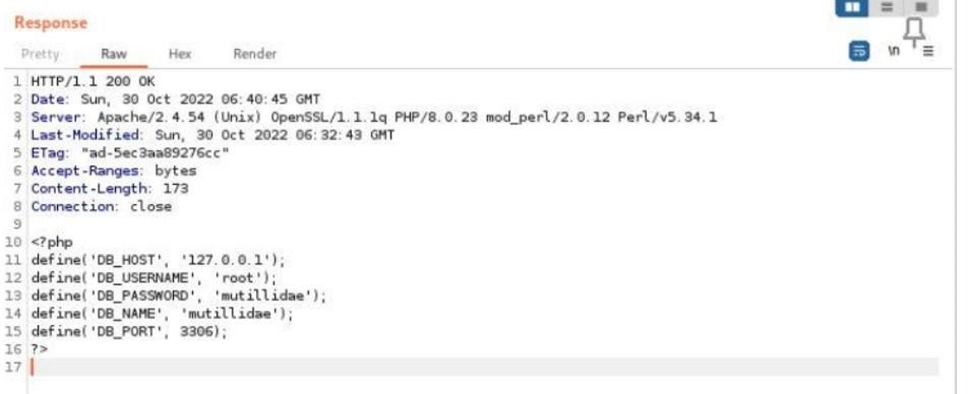 Response
Pretty Raw Hex Render \n
1 HTTP/1.1 200 OK
2 Date: Sun, 30 Oct 2022 06:40:45 GMT
3 Server: Apache/2.4.54 (Unix) OpenSSL/1.1.1q PHP/8.0.23 mod_perl/2.0.12 Perl/v5.34.1
4 Last-Modified: Sun, 30 Oct 2022 06:32:43 GMT
5 ETag: "ad-5ec3aa89276cc"
6 Accept-Ranges: bytes
7 Content-Length: 173
8 Connection: close
9
10 <?php
11 define('DB_HOST', '127.0.0.1');
12 define('DB_USERNAME', 'root');
13 define('DB_PASSWORD', 'mutillidae');
14 define('DB_NAME', 'mutillidae');
15 define('DB_PORT', 3306);
16 ?>
17